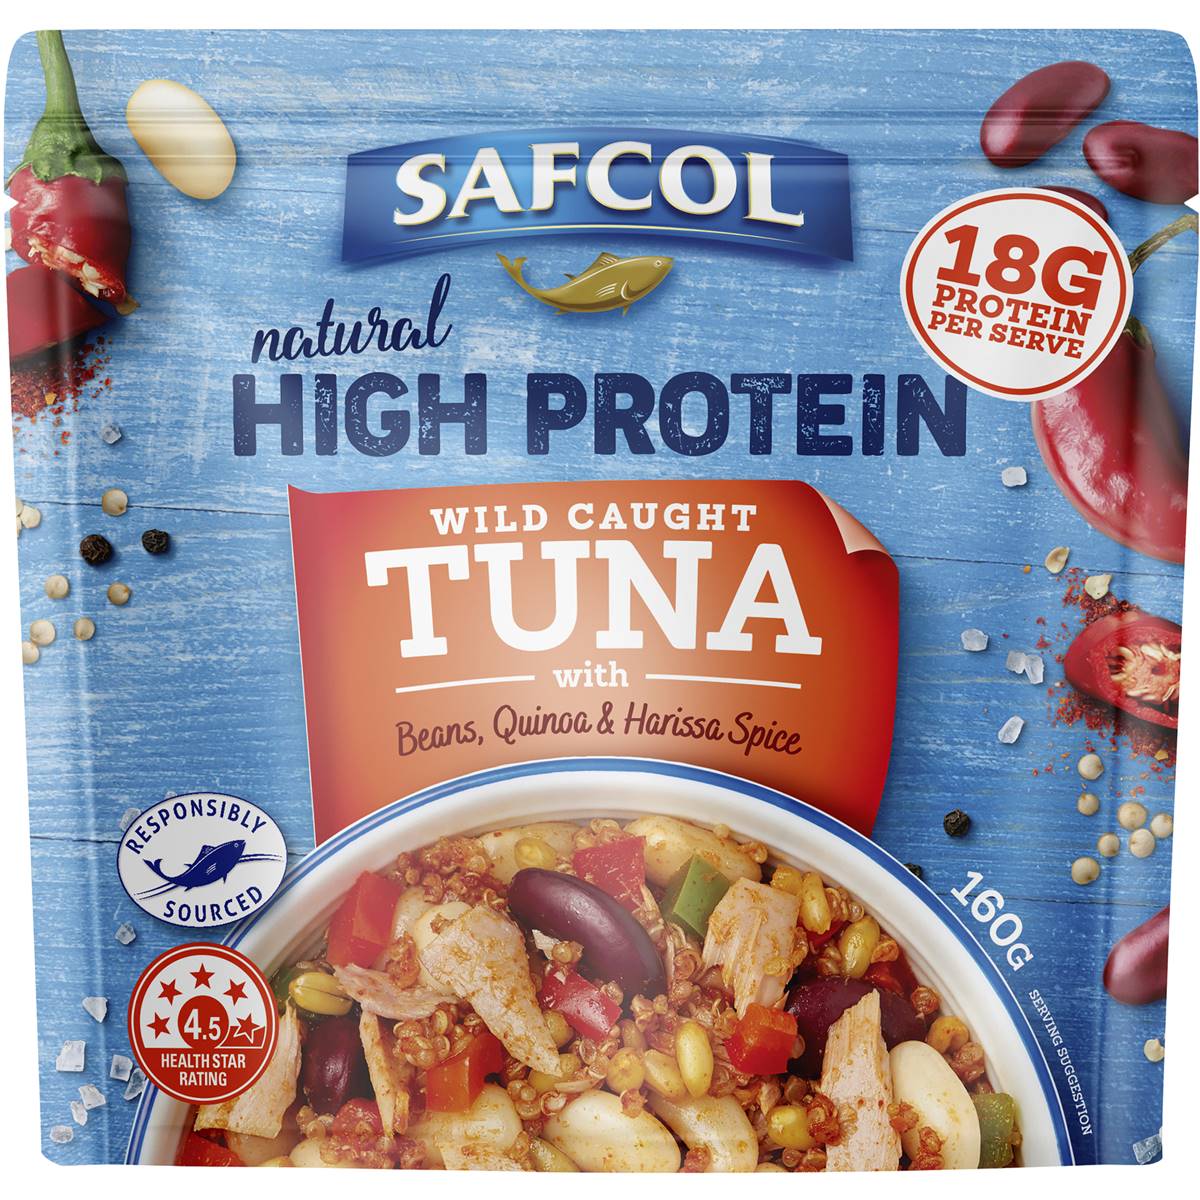 SAFCOL
18G
PROTEIN
PER SERVE
natural
HIGH PROTEIN
WILD CAUGHT
TUNA
with
Beans, Quinoa & Harissa Spice
RESPONSIBLY
SOURCED
160G
4.5
HEALTH STAR
RATING
SERVING SUGGESTION